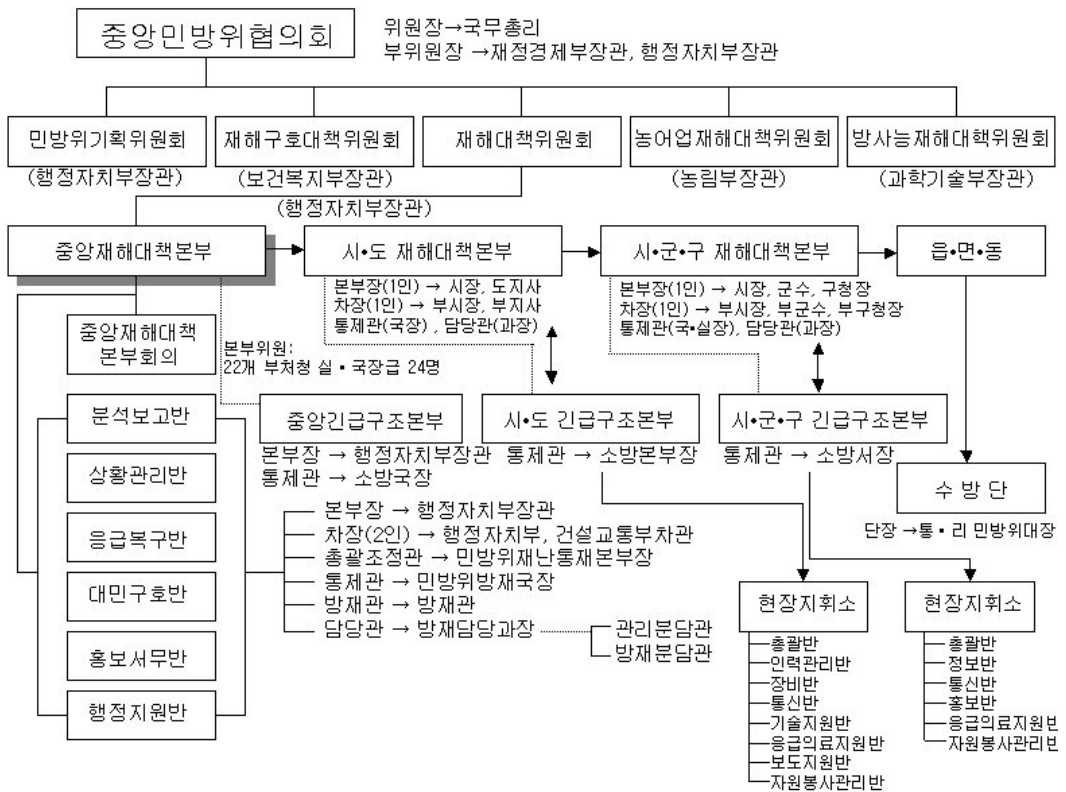 중앙민방위협의회
위원장→국무총리
부위원장 →재정경제부장관, 행정자치부장관
민방위기획위원회
재해구호대책위원회
재해대책위원회
농어업재해대책위원회
방사능재해대핵위원회
(행정자치부장관)
(보건복지부장관)
(행정자치부장관)
(농림부장관)
(과학기술부장관)
중앙재해대책본부
시•도 재해대책본부
시•군•구 재해대책본부
읍•면•동
본부장(1인) → 시장, 도지사
차장(1인) → 부시장, 부지사
통제관(국장) , 담당관(과장)
본부장(1인) → 시장, 군수, 구청장
차장(1인) → 부시장, 부군수, 부구청장
통제관(국•실장), 담당관(과장)
중앙재해대책
본부회의
본부위원:
22개 부처청 실 • 국장급 24명
분석보고반
상황관리반
응급복구반
대민구호반
홍보서무반
행정지원반
중앙긴급구조본부
본부장 → 행정자치부장관
통제관 → 소방국장
시•도 긴급구조본부
통제관 → 소방본부장
시•군•구 긴급구조본부
통제관 → 소방서장
수 방 단
단장 →통 • 리 민방위대장
본부장 → 행정자치부장관
차장(2인) → 행정자치부, 건설교통부차관
총괄조정관 → 민방위재난통재본부장
통제관 → 민방위방재국장
방재관 → 방재관
담당관 → 방재담당과장
관리분담관
방재분담관
현장지휘소
총괄반
인력관리반
장비반
통신반
기술지원반
응급의료지원반
보도지원반
자원봉사관리반
현장지휘소
총괄반
정보반
통신반
홍보반
응급의료지원반
자원봉사관리반